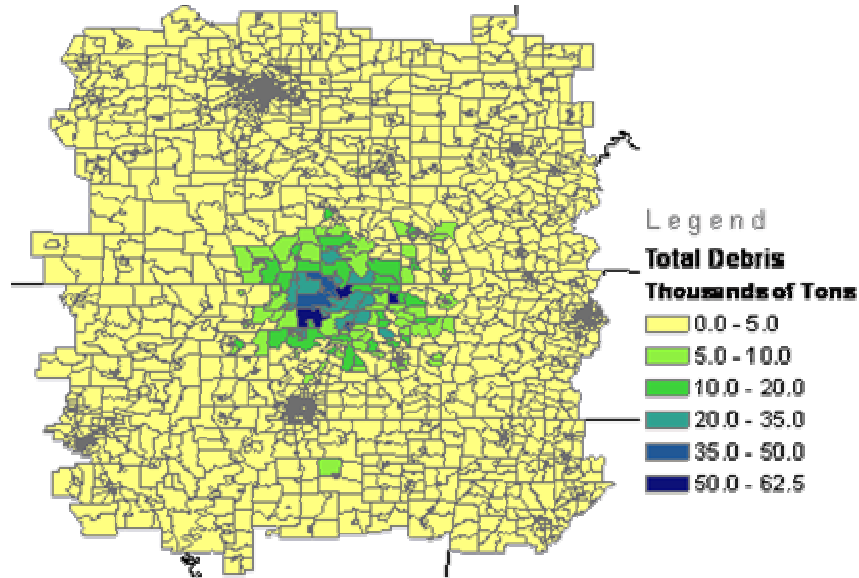 Legend
Total Debris
Thousands of Tons
0.0 - 5.0
5.0 - 10.0
10.0 - 20.0
20.0 - 35.0
35.0 - 50.0
50.0 - 62.5